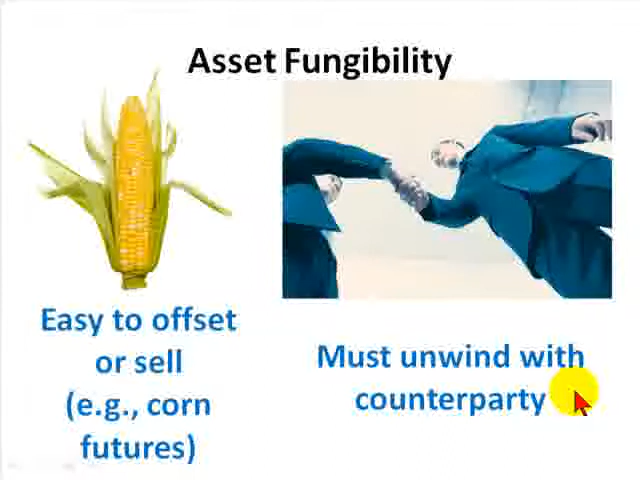 Asset Fungibility
Easy to offset
or sell
(e.g., corn
futures)
Must unwind with
counterparty